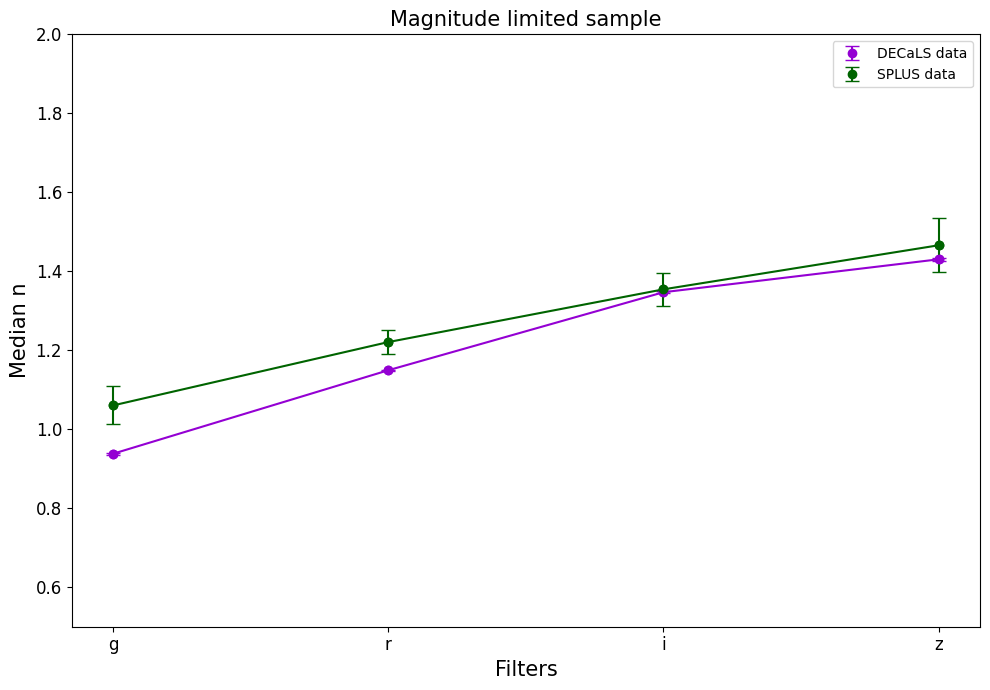 Magnitude limited sample
DECaLS data
SPLUS data
Median n
2.0
1.8
1.6
1.4
1.2
1.0
0.8
0.6
g r i z
Filters